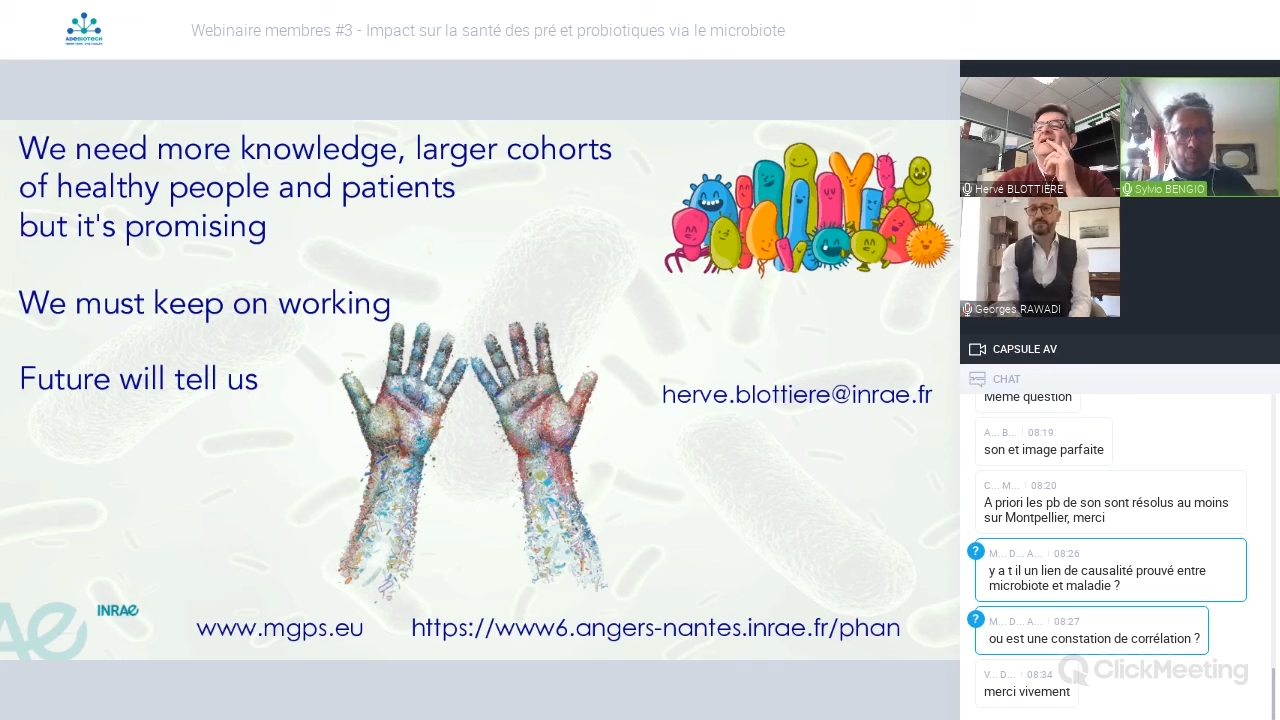 ADEBIOTECH
Webinaire membres #3 - Impact sur la santé des pré et probiotiques via le microbiote
We need more knowledge, larger cohorts
of healthy people and patients
but it's promising
We must keep on working
Future will tell us
herve.blottiere@inrae.fr
INRAE
www.mgps.eu
https://www6.angers-nantes.inrae.fr/phan
Hervé BLOTTIÈRE
Sylvio BENGIO
Georges RAWADI
CAPSULE AV
CHAT
Meme question
A... B... 08:19
son et image parfaite
C... M... 08:20
A priori les pb de son sont résolus au moins
sur Montpellier, merci
?
M... D... A... 08:26
y a t il un lien de causalité prouvé entre
microbiote et maladie ?
?
M... D... A... 08:27
ou est une constation de corrélation ?
V... D... 08:34
merci vivement
ClickMeeting